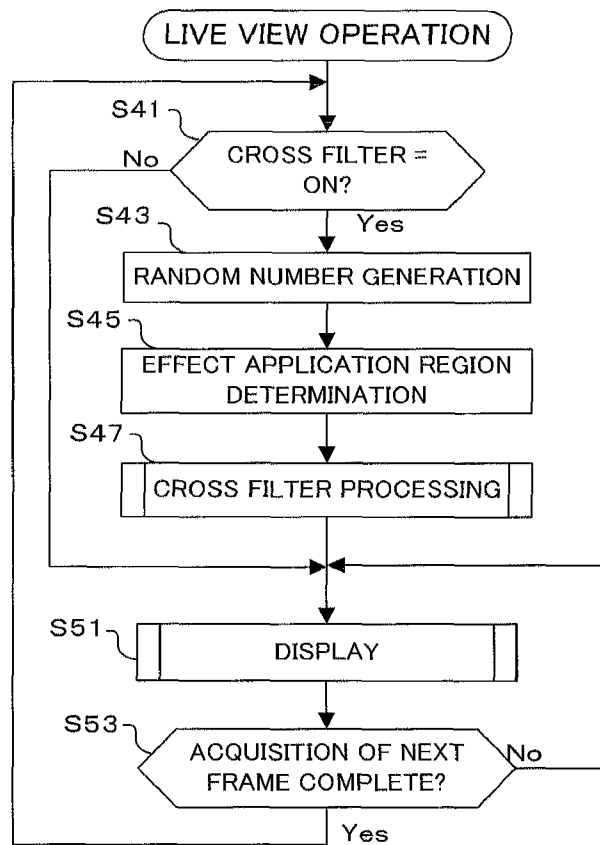 LIVE VIEW OPERATION
S41
No
CROSS FILTER =
ON?
Yes
S43
RANDOM NUMBER GENERATION
S45
EFFECT APPLICATION REGION
DETERMINATION
S47
CROSS FILTER PROCESSING
S51
DISPLAY
S53
ACQUISITION OF NEXT
FRAME COMPLETE?
No
Yes